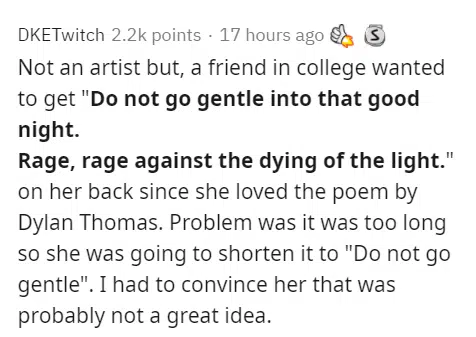 DKETwitch 2.2k points · 17 hours ago S
Not an artist but, a friend in college wanted
to get "Do not go gentle into that good
night.
Rage, rage against the dying of the light."
on her back since she loved the poem by
Dylan Thomas. Problem was it was too long
so she was going to shorten it to "Do not go
gentle". I had to convince her that was
probably not a great idea.